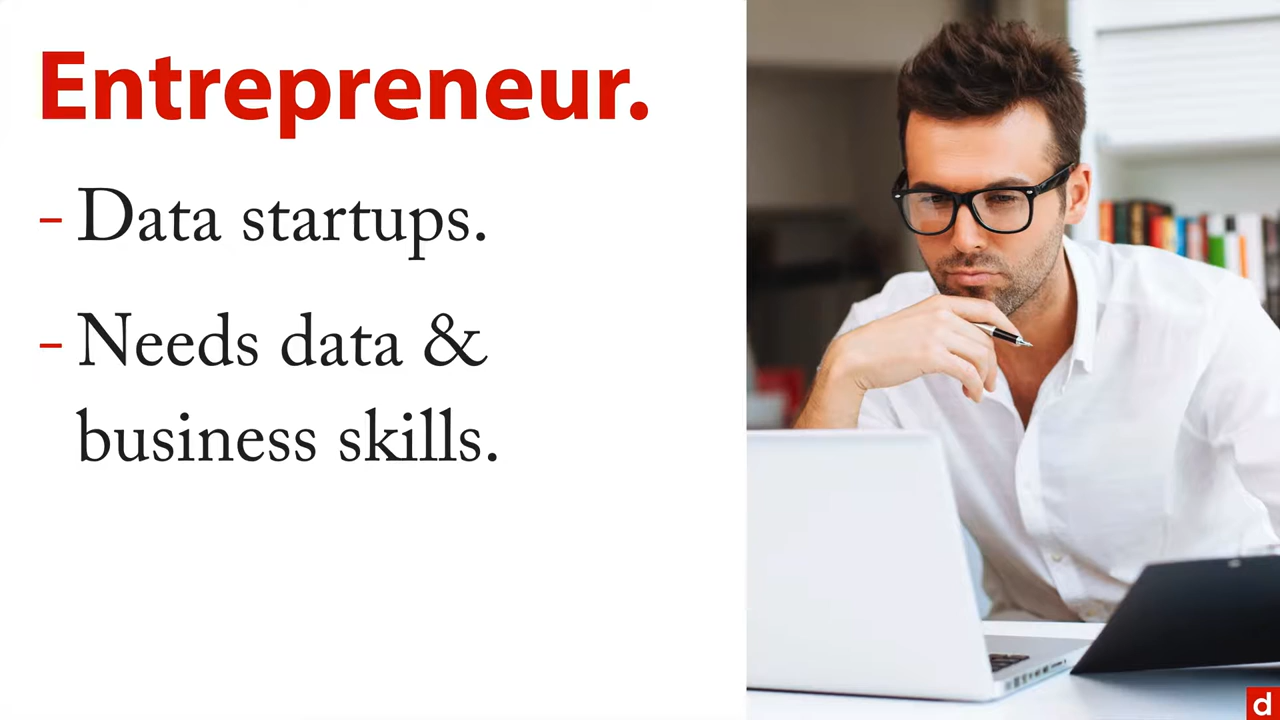 Entrepreneur.
- Data startups.
- Needs data &
business skills.
d